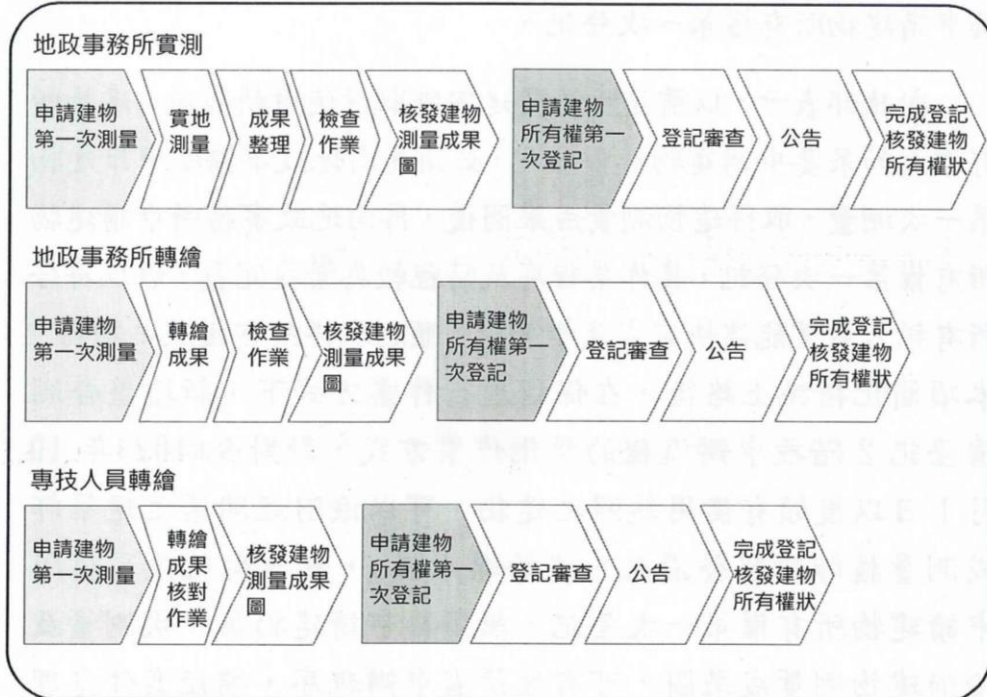 地政事務所實測
申請建物
第一次測量
實地
測量
成果
整理
檢查
作業
核發建物
測量成果
圖
申請建物
所有權第一
次登記
登記審查
公告
完成登記
核發建物
所有權狀
地政事務所轉繪
申請建物
第一次測量
轉繪
成果
檢查
作業
核發建物
測量成果
圖
申請建物
所有權第一
次登記
登記審查
公告
完成登記
核發建物
所有權狀
專技人員轉繪
申請建物
第一次測量
轉繪
成果
核對
作業
核發建物
測量成果
圖
申請建物
所有權第一
次登記
登記審查
公告
完成登記
核發建物
所有權狀